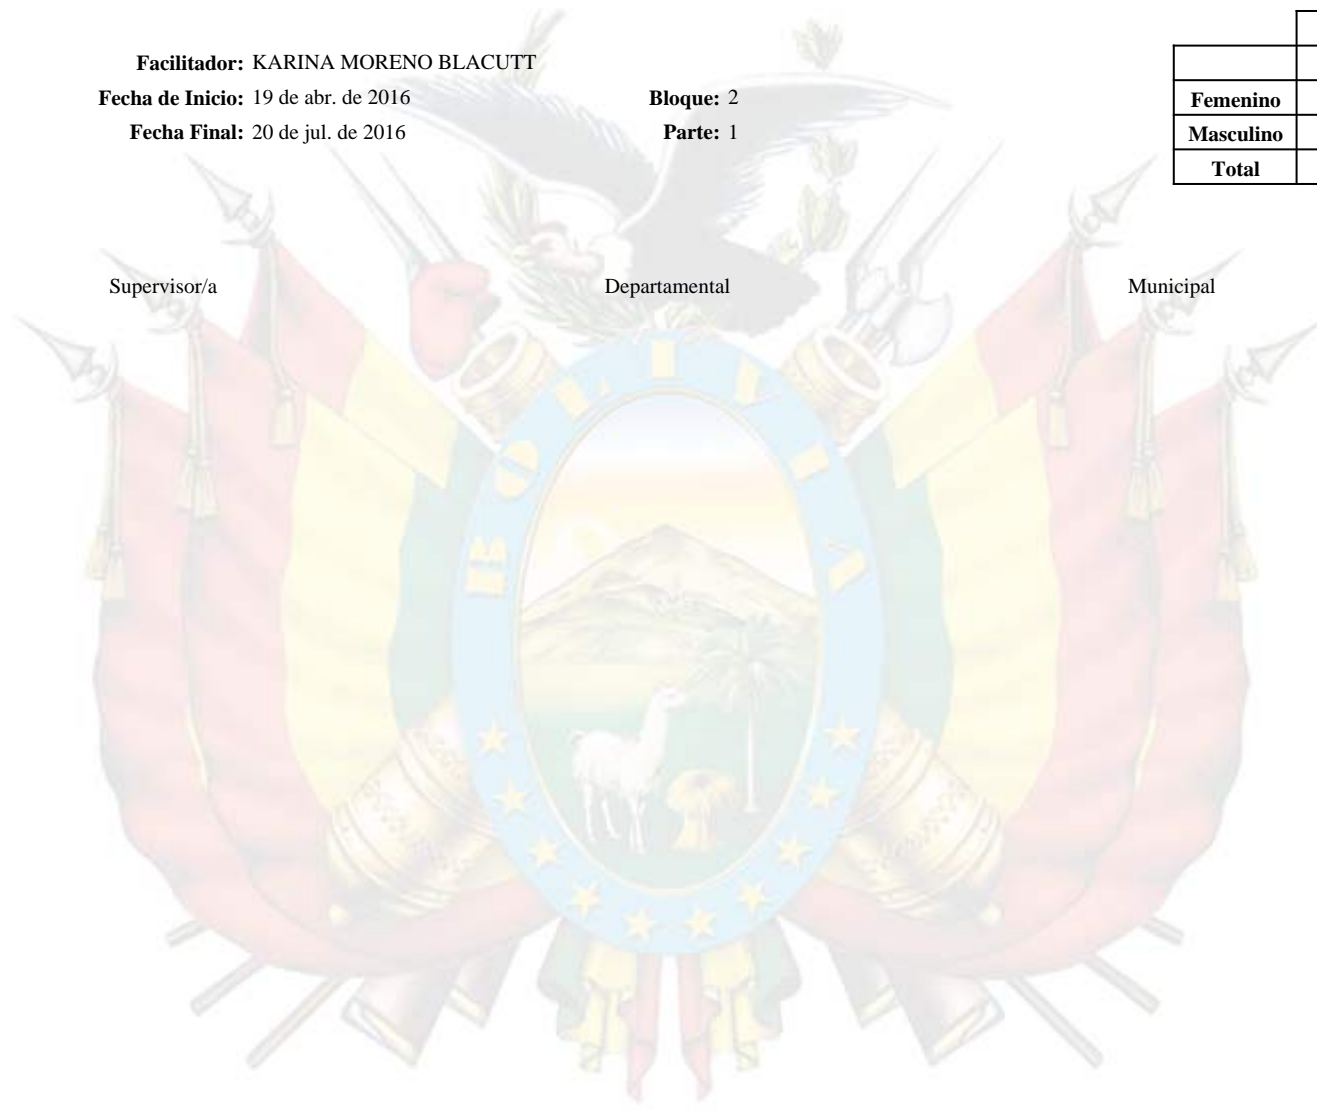 Facilitador: KARINA MORENO BLACUTT
Fecha de Inicio: 19 de abr. de 2016 Bloque: 2
Fecha Final: 20 de jul. de 2016 Parte: 1
Femenino
Masculino
Total
Supervisor/a Departamental Municipal
BOLIVIA